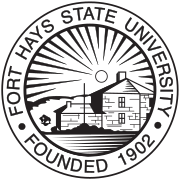 · FORT HAYS STATE UNIVERSITY ·
FOUNDED 1902